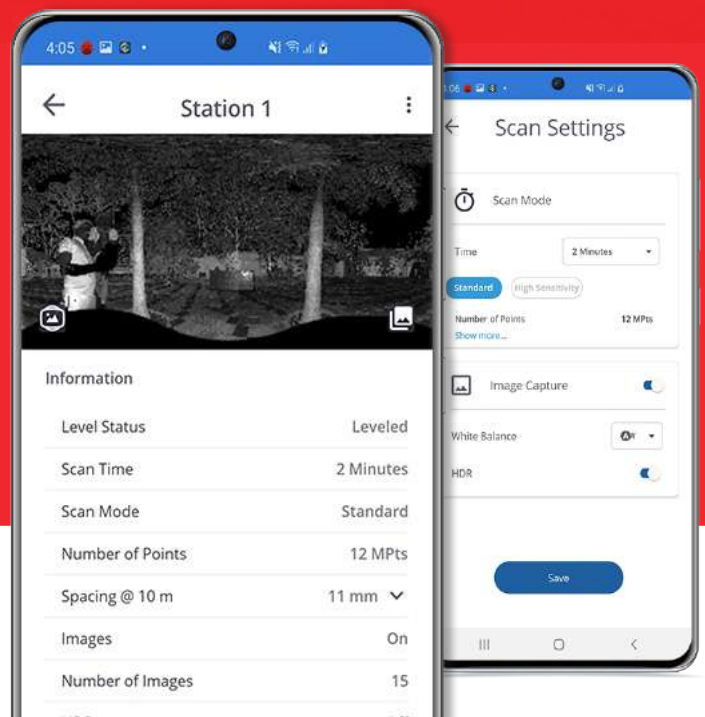 4:05
Station 1
Information
Level Status Leveled
Scan Time 2 Minutes
Scan Mode Standard
Number of Points 12 MPts
Spacing @ 10 m 11 mm
Images On
Number of Images 15
Scan Settings
Scan Mode
Time 2 Minutes
Standard High Sensitivity
Number of Points 12 MPts
Show more...
Image Capture
White Balance
HDR
Save